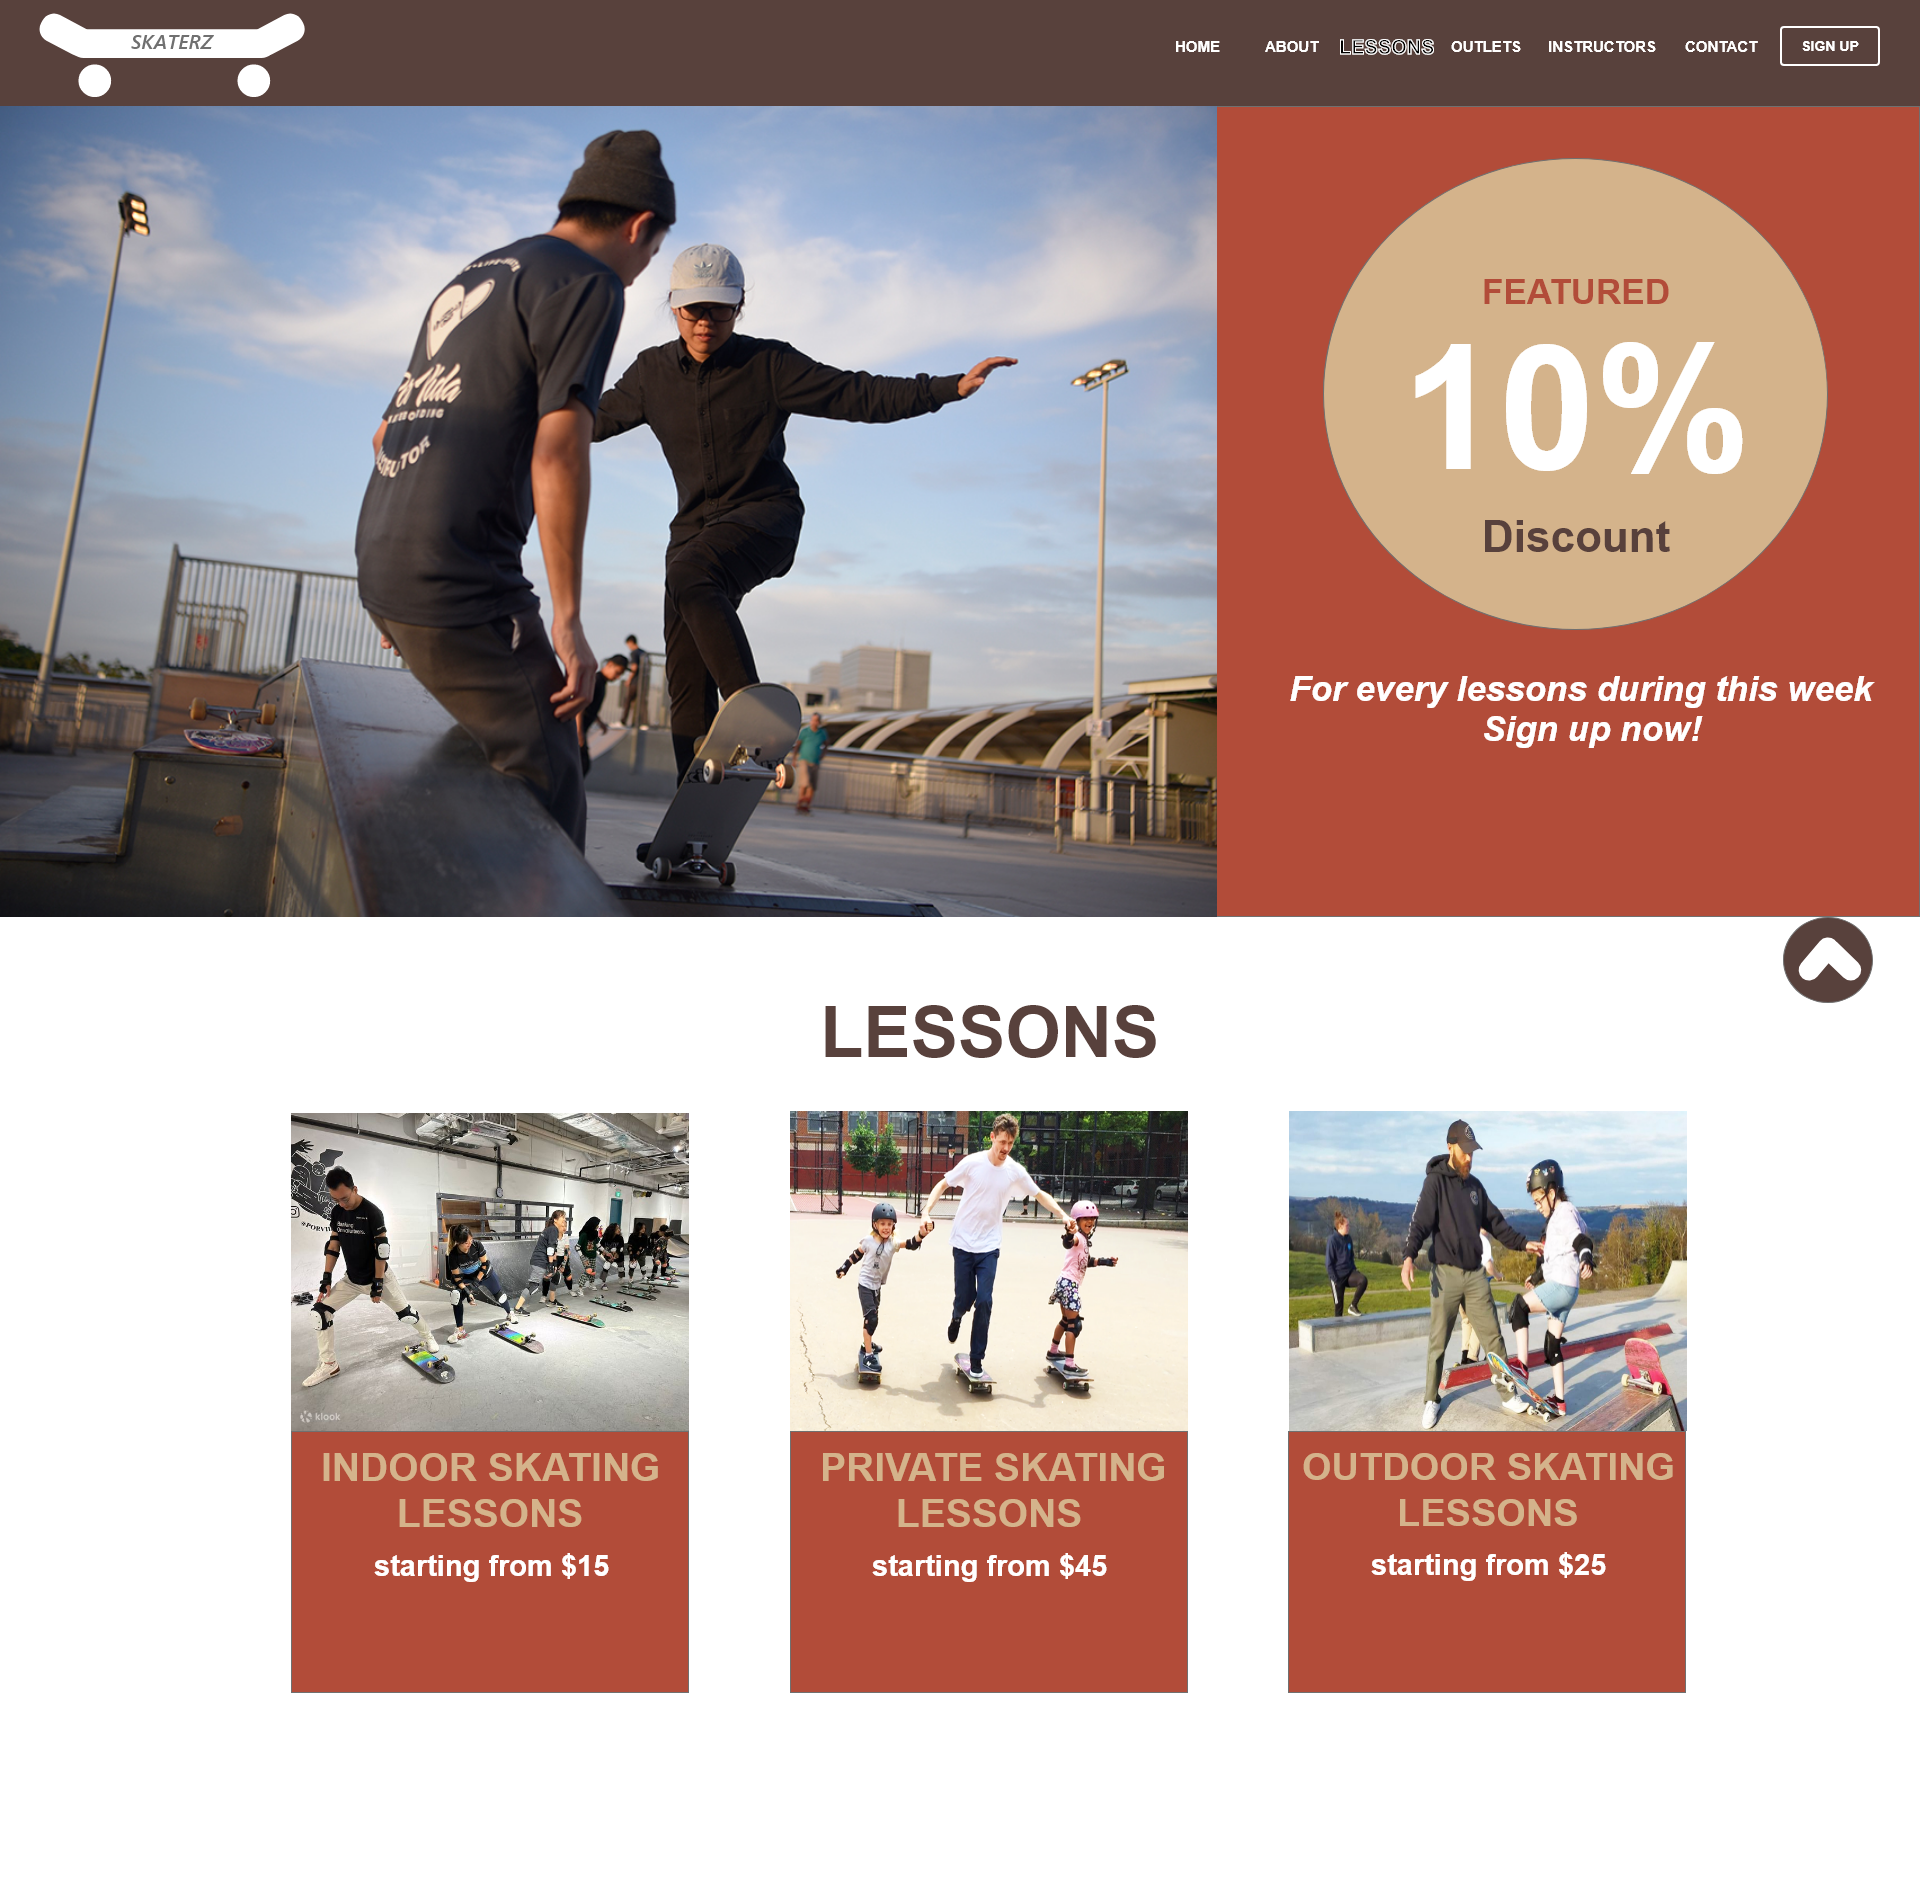 SKATERZ
HOME
ABOUT
LESSONS
OUTLETS
INSTRUCTORS
CONTACT
SIGN UP
FEATURED
10%
Discount
For every lessons during this week
Sign up now!
LESSONS
klook
INDOOR SKATING
LESSONS
starting from $15
PRIVATE SKATING
LESSONS
starting from $45
OUTDOOR SKATING
LESSONS
starting from $25